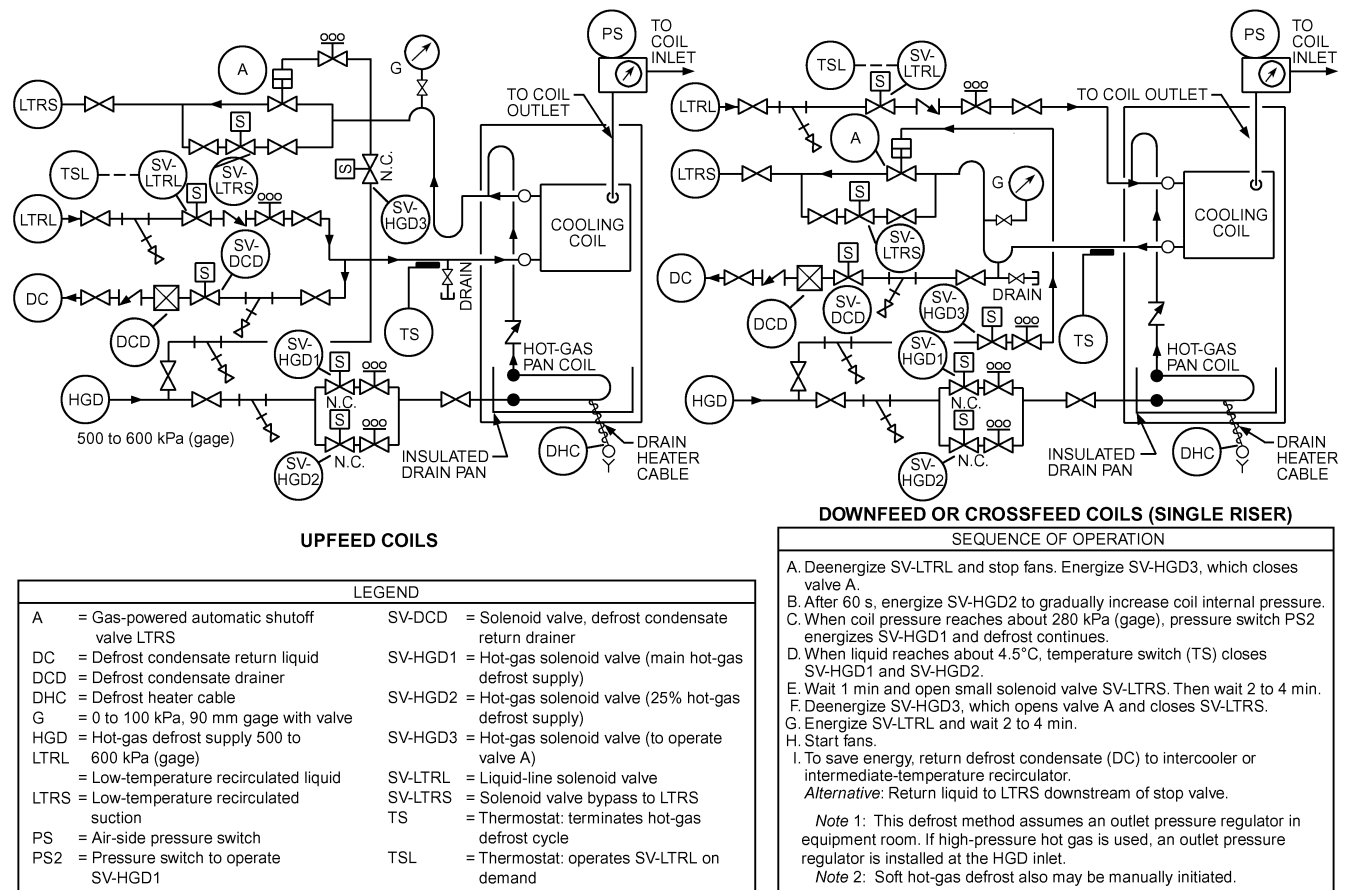 PS
TO
COIL
INLET
A
G
LTRS
S
TO COIL
OUTLET
S
N.C.
TSL
SV-
LTRL
SV-
LTRS
S
LTRL
SV-
HGD3
COOLING
COIL
SV-
DCD
S
DC
DRAIN
DCD
TS
SV-
HGD1
S
HOT-GAS
PAN COIL
HGD
N.C.
S
500 to 600 kPa (gage)
N.C.
SV-
HGD2
INSULATED
DRAIN PAN
DHC
DRAIN
HEATER
CABLE
UPFEED COILS
PS
TO
COIL
INLET
TSL
SV-
LTRL
S
LTRL
TO COIL OUTLET
A
LTRS
G
S
COOLING
COIL
SV-
LTRS
S
DC
DRAIN
DCD
SV-
DCD
SV-
HGD3
S
TS
SV-
HGD1
S
HOT-GAS
PAN COIL
HGD
N.C.
S
N.C.
SV-
HGD2
INSULATED
DRAIN PAN
DHC
DRAIN
HEATER
CABLE
DOWNFEED OR CROSSFEED COILS (SINGLE RISER)
LEGEND
A = Gas-powered automatic shutoff
valve LTRS
DC = Defrost condensate return liquid
DCD = Defrost condensate drainer
DHC = Defrost heater cable
G = 0 to 100 kPa, 90 mm gage with valve
HGD = Hot-gas defrost supply 500 to
LTRL 600 kPa (gage)
= Low-temperature recirculated liquid
LTRS = Low-temperature recirculated
suction
PS = Air-side pressure switch
PS2 = Pressure switch to operate
SV-HGD1
SV-DCD = Solenoid valve, defrost condensate
return drainer
SV-HGD1 = Hot-gas solenoid valve (main hot-gas
defrost supply)
SV-HGD2 = Hot-gas solenoid valve (25% hot-gas
defrost supply)
SV-HGD3 = Hot-gas solenoid valve (to operate
valve A)
SV-LTRL = Liquid-line solenoid valve
SV-LTRS = Solenoid valve bypass to LTRS
TS = Thermostat: terminates hot-gas
defrost cycle
TSL = Thermostat: operates SV-LTRL on
demand
SEQUENCE OF OPERATION
A. Deenergize SV-LTRL and stop fans. Energize SV-HGD3, which closes
valve A.
B. After 60 s, energize SV-HGD2 to gradually increase coil internal pressure.
C. When coil pressure reaches about 280 kPa (gage), pressure switch PS2
energizes SV-HGD1 and defrost continues.
D. When liquid reaches about 4.5°C, temperature switch (TS) closes
SV-HGD1 and SV-HGD2.
E. Wait 1 min and open small solenoid valve SV-LTRS. Then wait 2 to 4 min.
F. Deenergize SV-HGD3, which opens valve A and closes SV-LTRS.
G. Energize SV-LTRL and wait 2 to 4 min.
H. Start fans.
I. To save energy, return defrost condensate (DC) to intercooler or
intermediate-temperature recirculator.
Alternative: Return liquid to LTRS downstream of stop valve.
Note 1: This defrost method assumes an outlet pressure regulator in
equipment room. If high-pressure hot gas is used, an outlet pressure
regulator is installed at the HGD inlet.
Note 2: Soft hot-gas defrost also may be manually initiated.